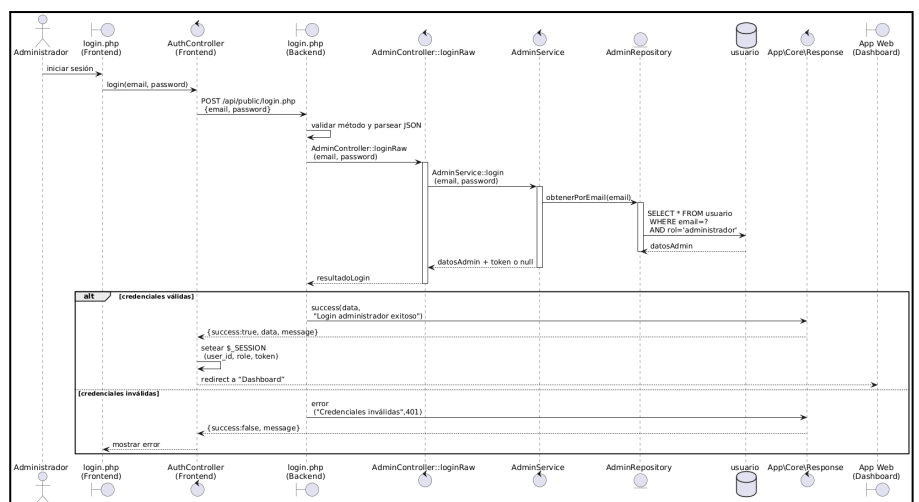 Administrador
login.php
(Frontend)
AuthController
(Frontend)
login.php
(Backend)
AdminController::loginRaw
AdminService
AdminRepository
usuario
App\Core\Response
App Web
(Dashboard)
iniciar sesión
login(email, password)
POST /api/public/login.php
{email, password}
validar método y parsear JSON
AdminController::loginRaw
(email, password)
AdminService::login
(email, password)
obtenerPorEmail(email)
SELECT * FROM usuario
WHERE email=?
AND rol='administrador'
datosAdmin
datosAdmin + token o null
resultadoLogin
alt [credenciales válidas]
success(data,
"Login administrador exitoso")
{success:true, data, message}
setear $_SESSION
(user_id, role, token)
redirect a "Dashboard"
[credenciales inválidas]
error
("Credenciales inválidas",401)
{success:false, message}
mostrar error
Administrador
login.php
(Frontend)
AuthController
(Frontend)
login.php
(Backend)
AdminController::loginRaw
AdminService
AdminRepository
usuario
App\Core\Response
App Web
(Dashboard)